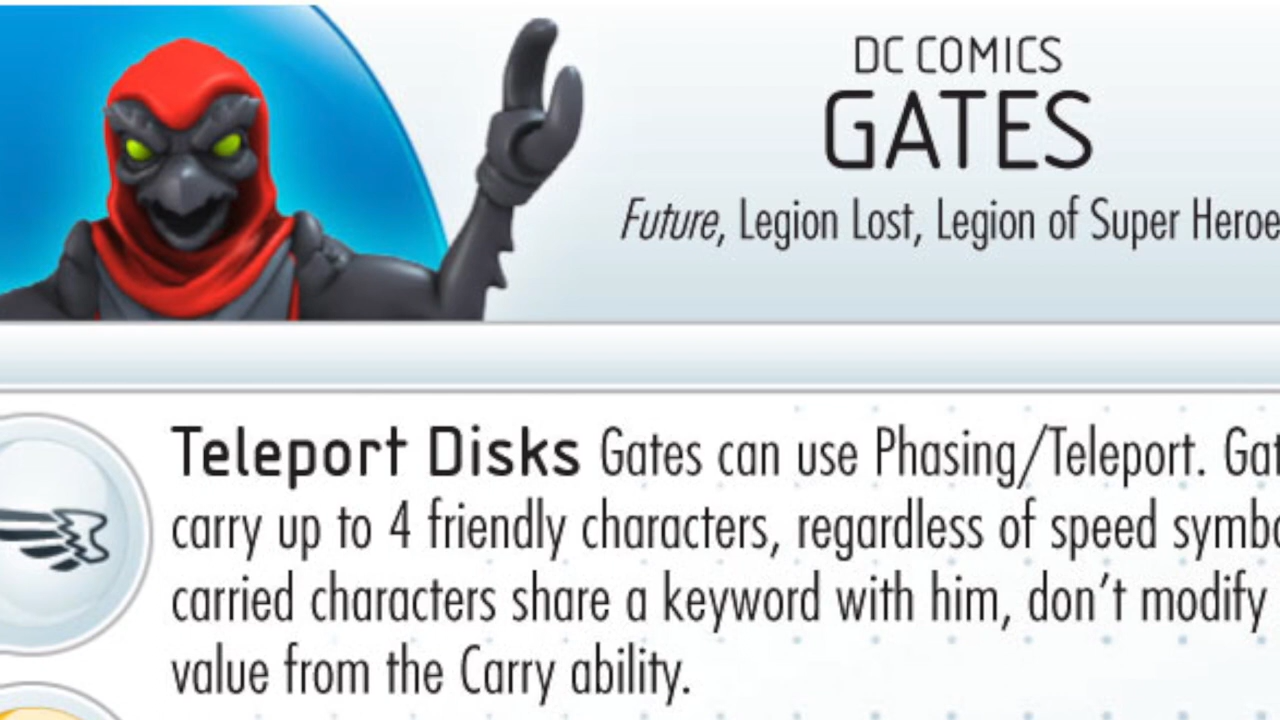 DC COMICS
GATES
Future, Legion Lost, Legion of Super Heroe
Teleport Disks Gates can use Phasing/Teleport. Gat
carry up to 4 friendly characters, regardless of speed symbo
carried characters share a keyword with him, don't modify
value from the Carry ability.